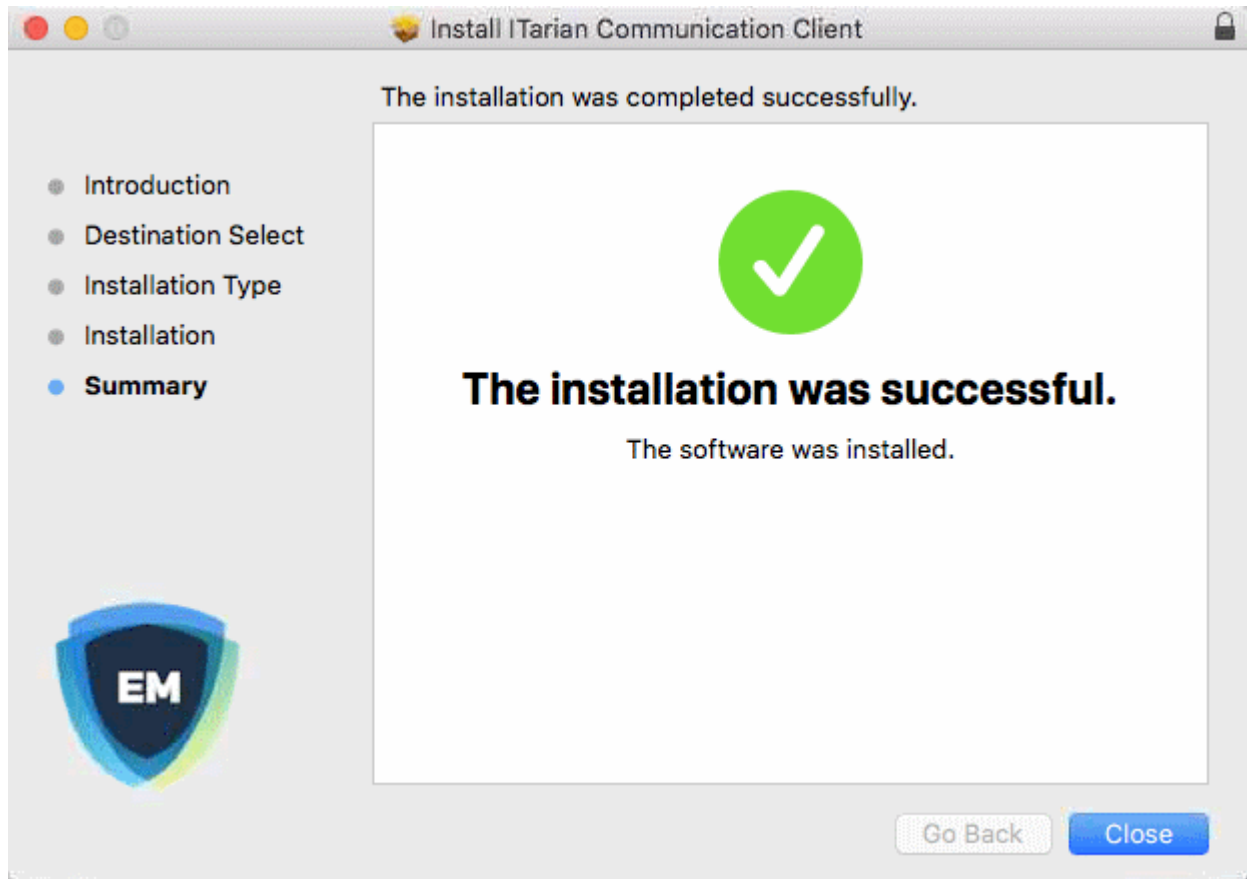 Install ITarian Communication Client
The installation was completed successfully.
Introduction
Destination Select
Installation Type
Installation
Summary
The installation was successful.
The software was installed.
EM
Go Back
Close